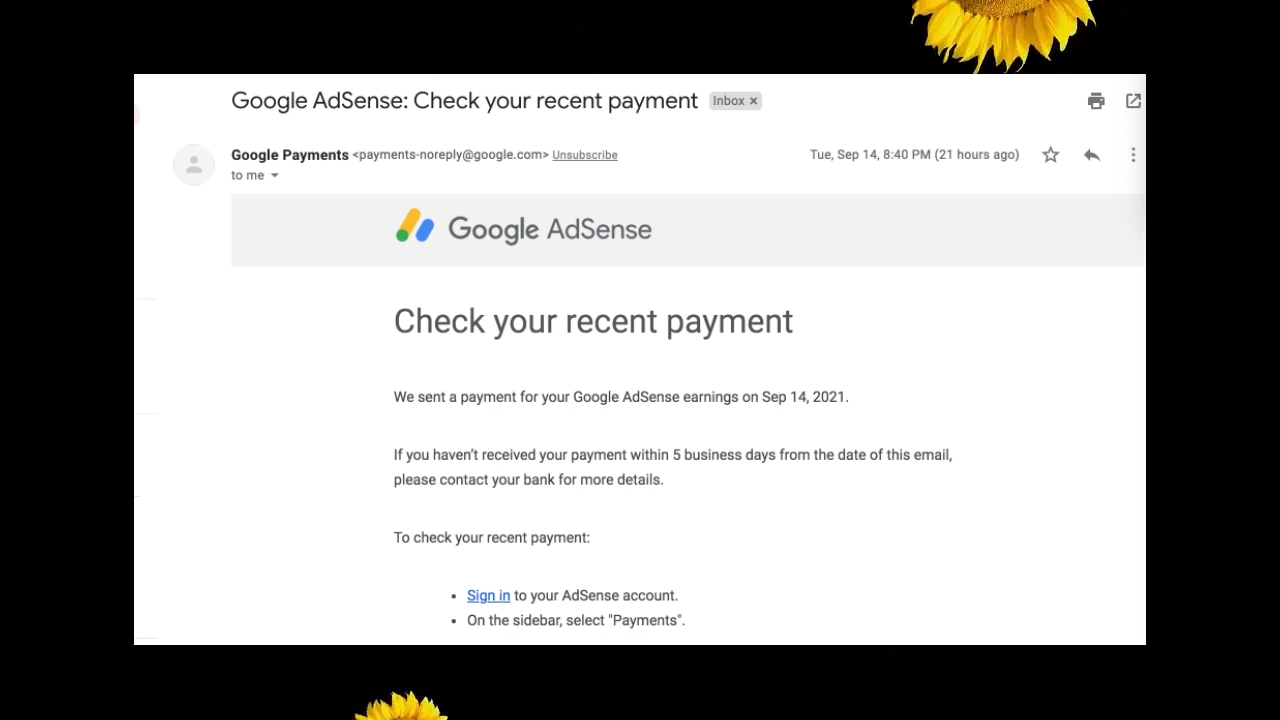 Google AdSense: Check your recent payment Inbox ×
Google Payments <payments-noreply@google.com> Unsubscribe Tue, Sep 14, 8:40 PM (21 hours ago)
to me
Google AdSense
Check your recent payment
We sent a payment for your Google AdSense earnings on Sep 14, 2021.
If you haven't received your payment within 5 business days from the date of this email,
please contact your bank for more details.
To check your recent payment:
• Sign in to your AdSense account.
• On the sidebar, select "Payments".